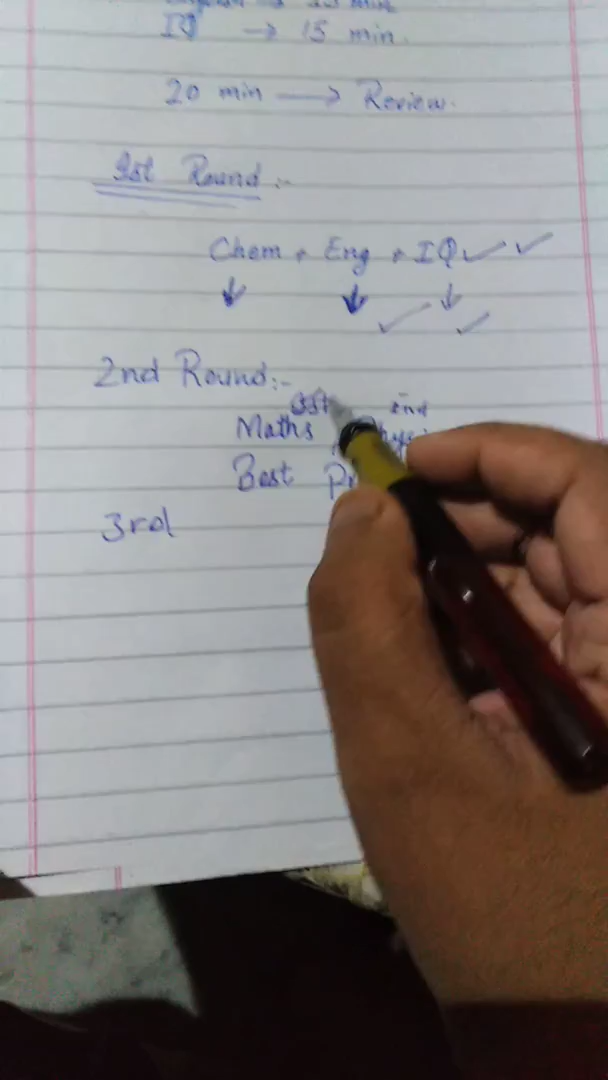 IQ → 15 min.
20 min → Review.
1st Round :-
Chem + Eng + IQ ✓ ✓
↓ ↓ ✓ ↓ ✓
2nd Round:-
1st 2nd
Maths
Best
3rd